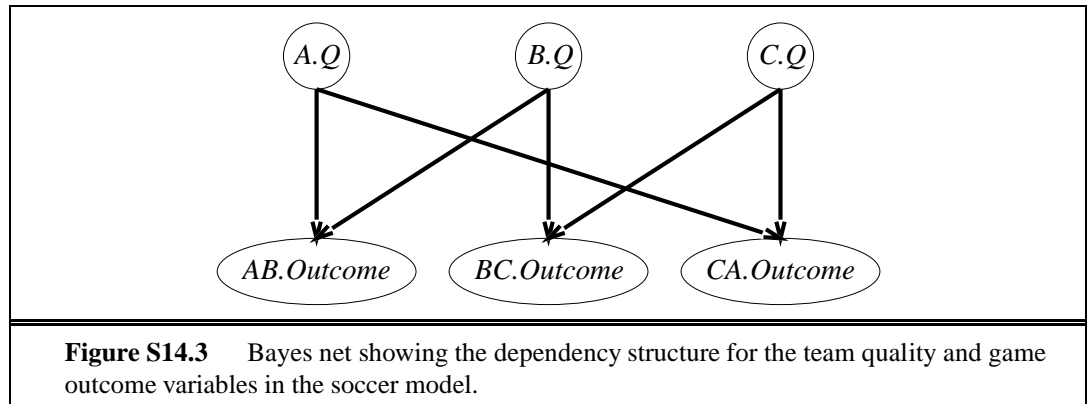 A.Q B.Q C.Q
AB.Outcome BC.Outcome CA.Outcome
Figure S14.3 Bayes net showing the dependency structure for the team quality and game
outcome variables in the soccer model.